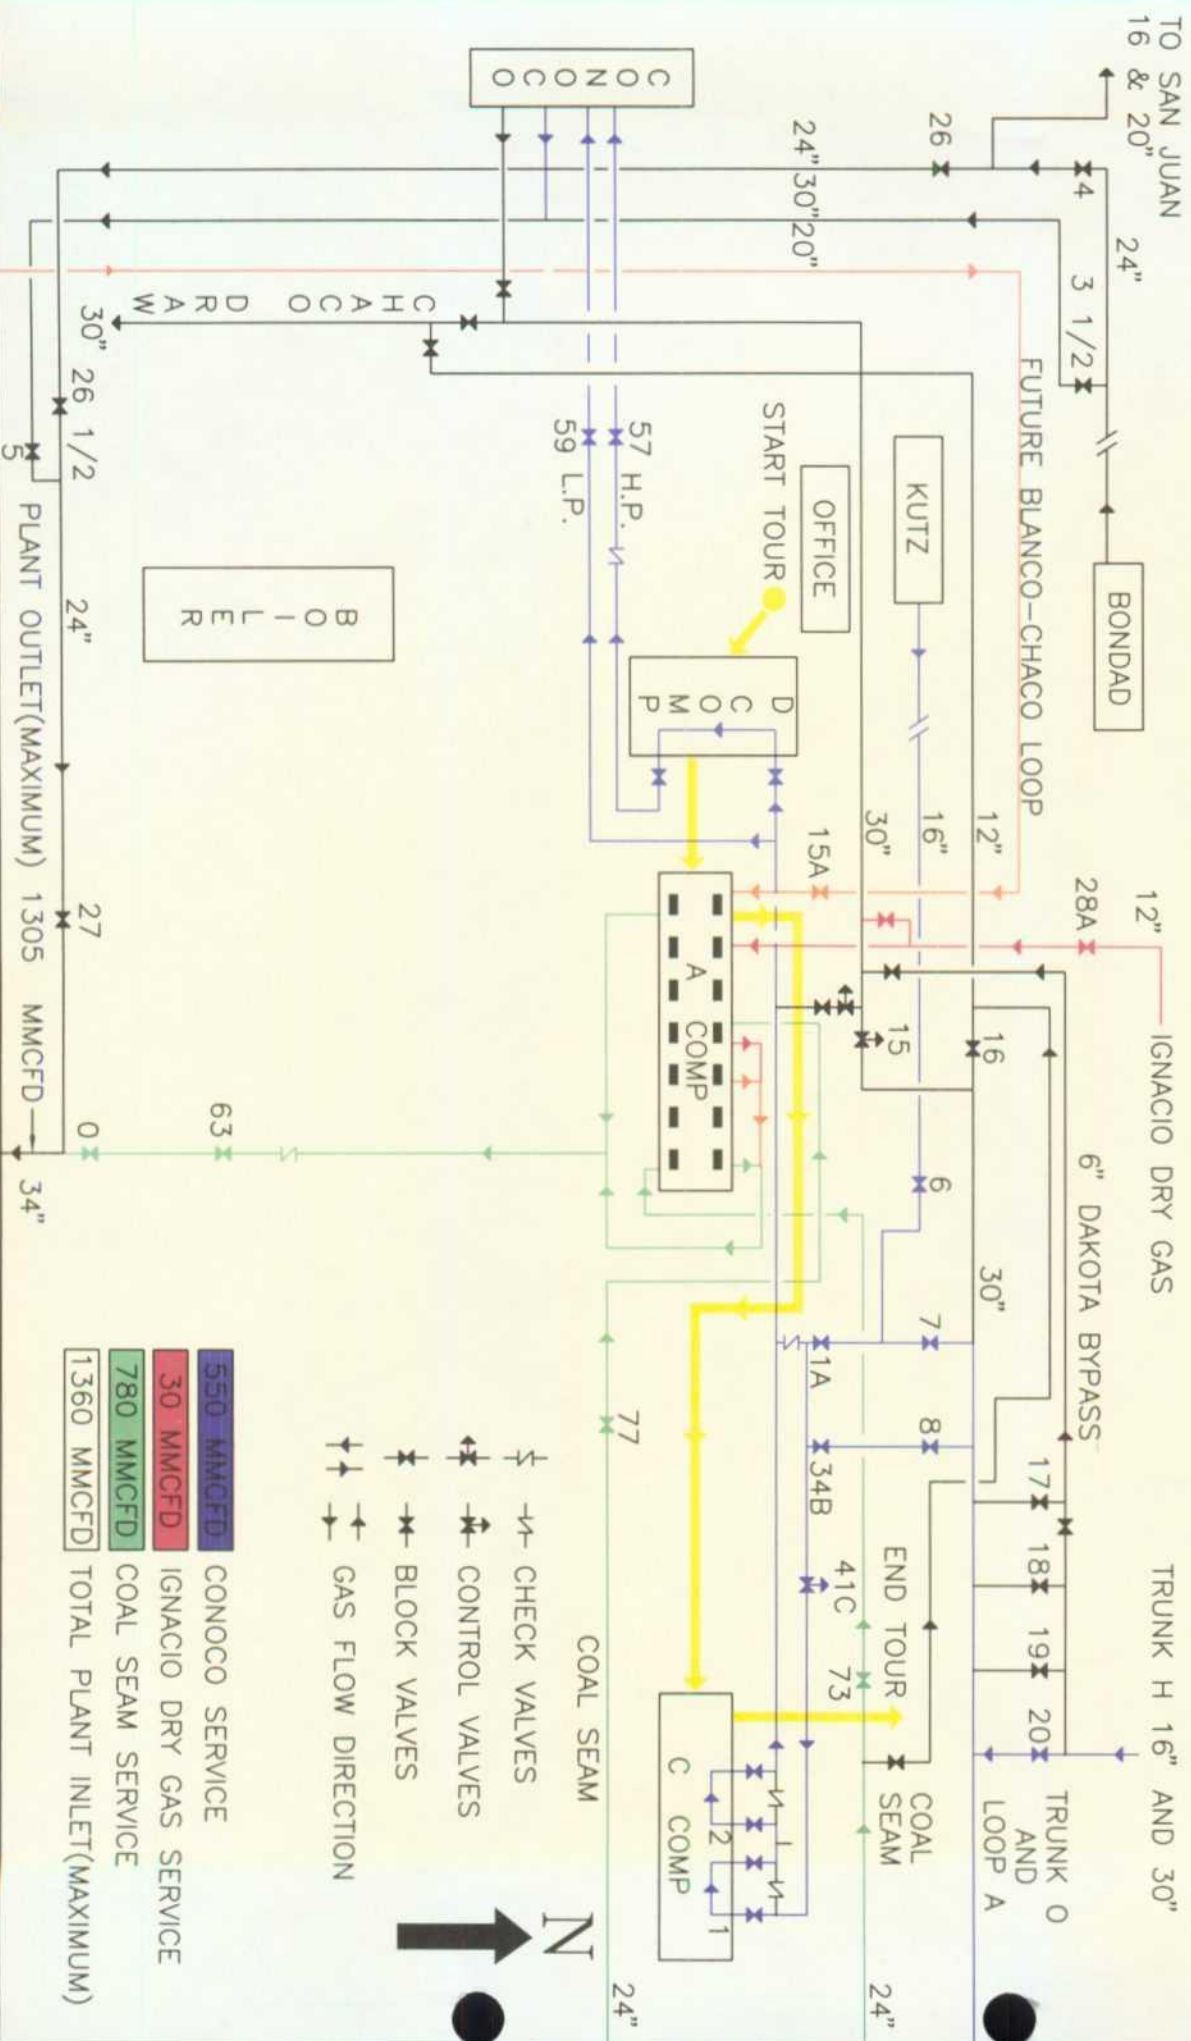 TO SAN JUAN
16 & 20"
4
24"
3 1/2
26
24" 30" 20"
BONDAD
FUTURE BLANCO-CHACO LOOP
12"
28A
IGNACIO DRY GAS
6" DAKOTA BYPASS
TRUNK H 16" AND 30"
TRUNK O
AND
LOOP A
17
18
19
20
12"
16
30"
KUTZ
16"
6
7
8
30"
15
OFFICE
15A
START TOUR
1A
34B
41C
END TOUR
73
COAL
SEAM
24"
CONOCO
CHACO DRAW
30"
57 H.P.
59 L.P.
D COMP
A COMP
C COMP
2
1
77
COAL SEAM
24"
BOILER
26 1/2
5
24"
27
PLANT OUTLET(MAXIMUM) 1305 MMCFD
0
63
34"
CHECK VALVES
CONTROL VALVES
BLOCK VALVES
GAS FLOW DIRECTION
N
550 MMCFD CONOCO SERVICE
30 MMCFD IGNACIO DRY GAS SERVICE
780 MMCFD COAL SEAM SERVICE
1360 MMCFD TOTAL PLANT INLET(MAXIMUM)